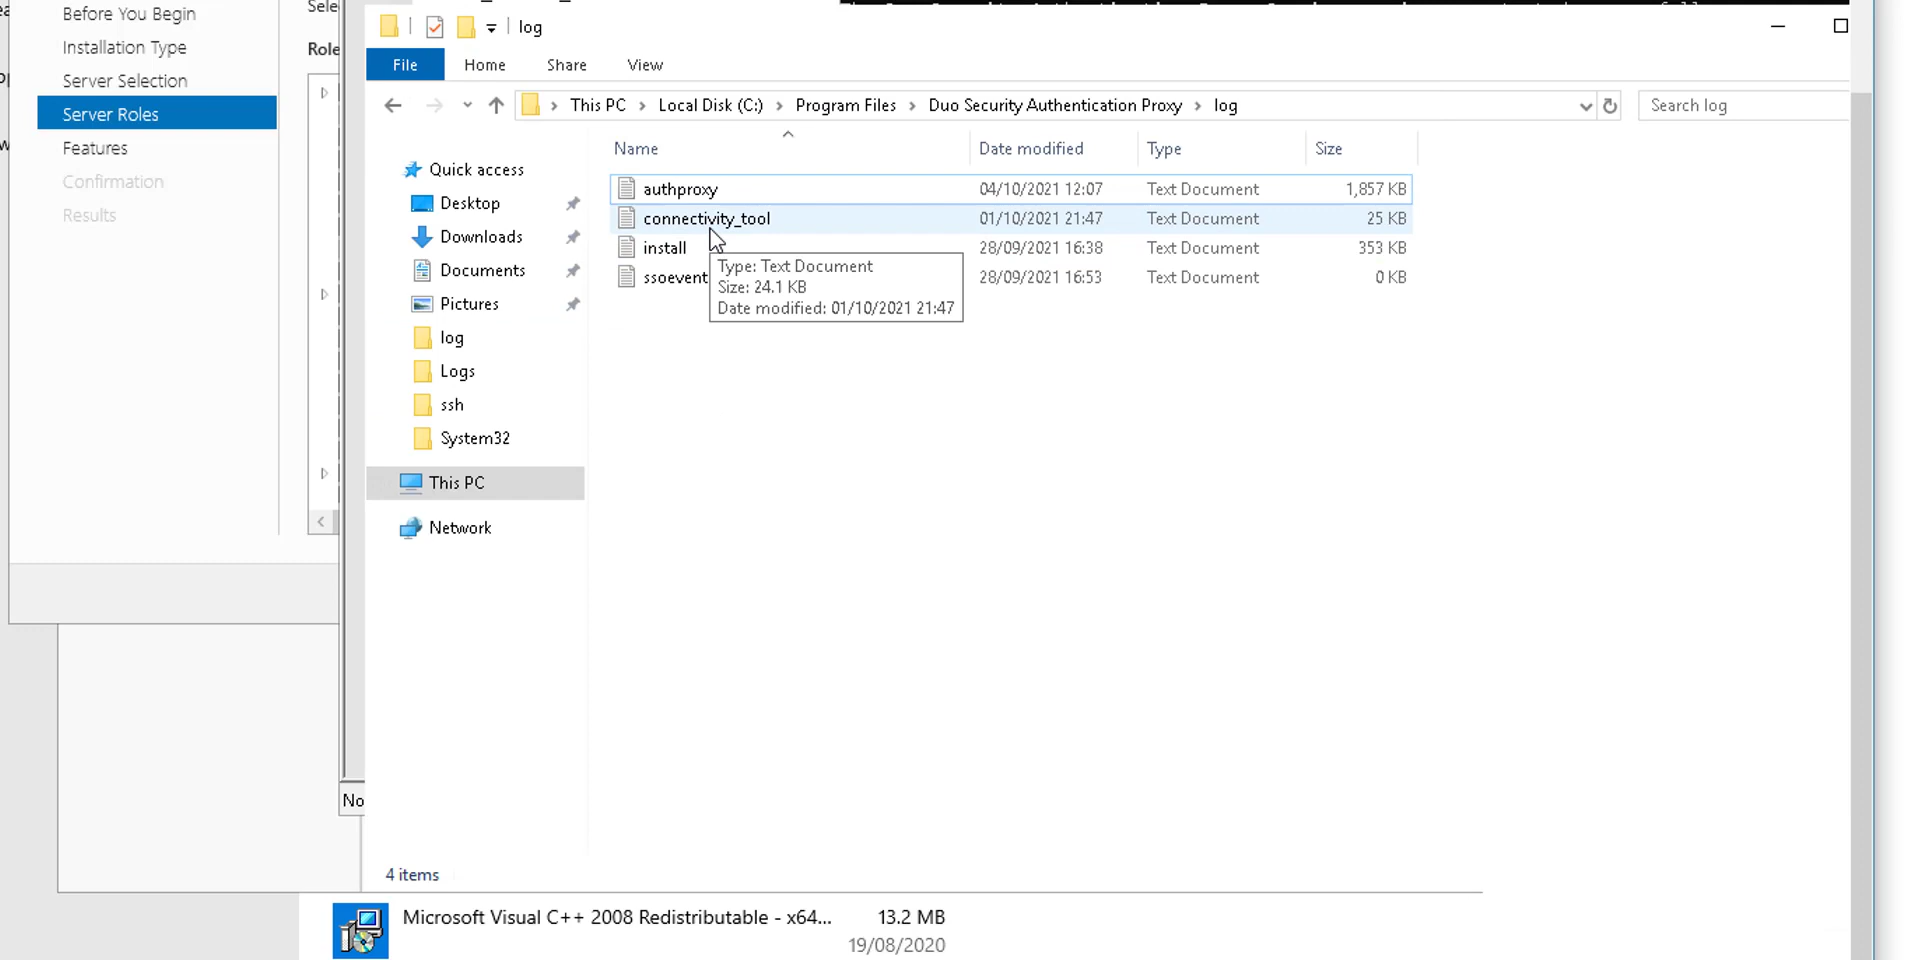 Before You Begin
Installation Type
Server Selection
Server Roles
Features
Confirmation
Results
Sele
Role
log
File
Home
Share
View
This PC
Local Disk (C:)
Program Files
Duo Security Authentication Proxy
log
Search log
Name
Date modified
Type
Size
authproxy
04/10/2021 12:07
Text Document
1,857 KB
connectivity_tool
01/10/2021 21:47
Text Document
25 KB
install
28/09/2021 16:38
Text Document
353 KB
ssoevent
28/09/2021 16:53
Text Document
0 KB
Type: Text Document
Size: 24.1 KB
Date modified: 01/10/2021 21:47
Quick access
Desktop
Downloads
Documents
Pictures
log
Logs
ssh
System32
This PC
Network
No
4 items
Microsoft Visual C++ 2008 Redistributable - x64...
13.2 MB
19/08/2020